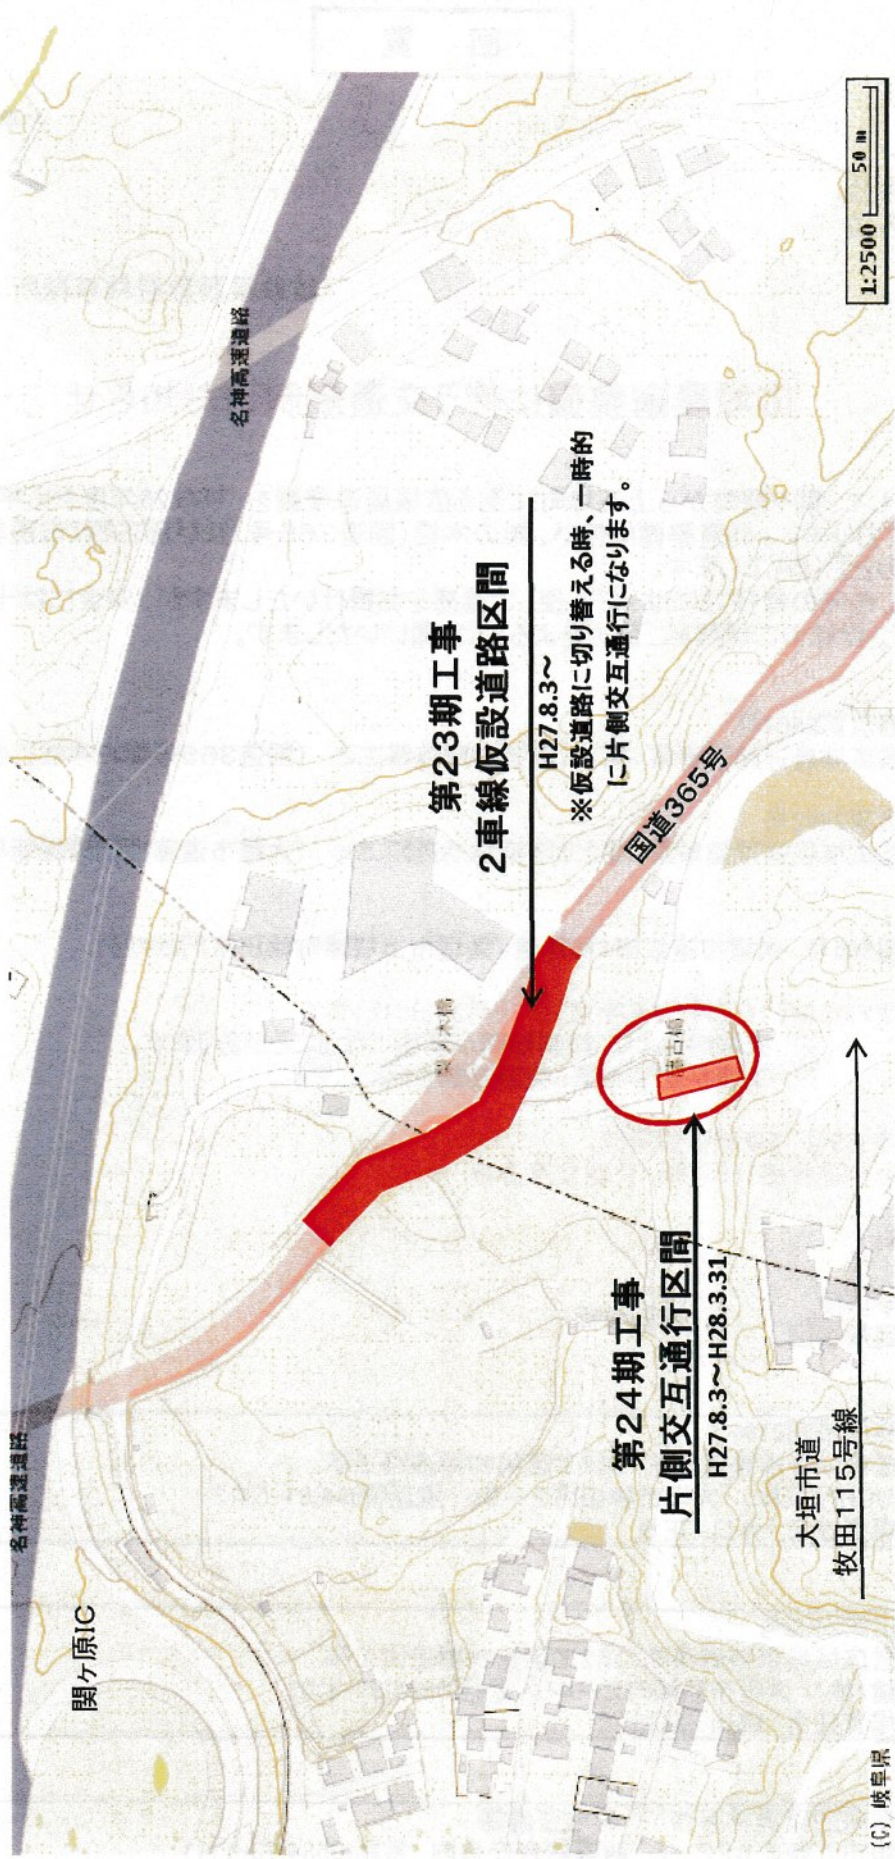 名神高速道路
名神高速道路
関ヶ原IC
第23期工事
2車線仮設道路区間
H27.8.3～
※仮設道路に切り替える時、一時的
に片側交互通行になります。
国道365号
第24期工事
片側交互通行区間
H27.8.3～H28.3.31
大垣市道
牧田115号線
1:2500
50 m
(C) 岐阜県